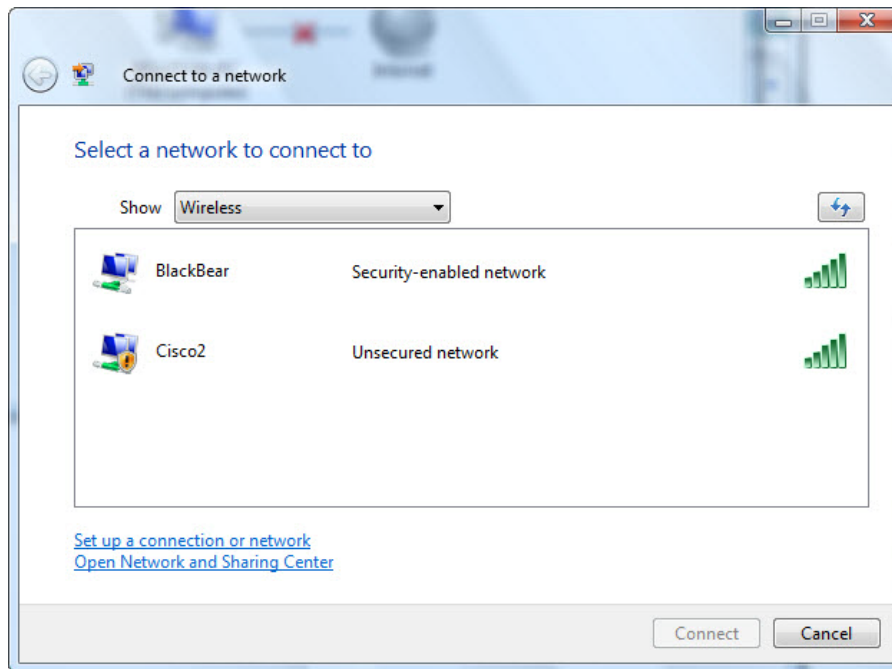 Connect to a network
Select a network to connect to
Show Wireless
BlackBear Security-enabled network
Cisco2 Unsecured network
Set up a connection or network
Open Network and Sharing Center
Connect Cancel